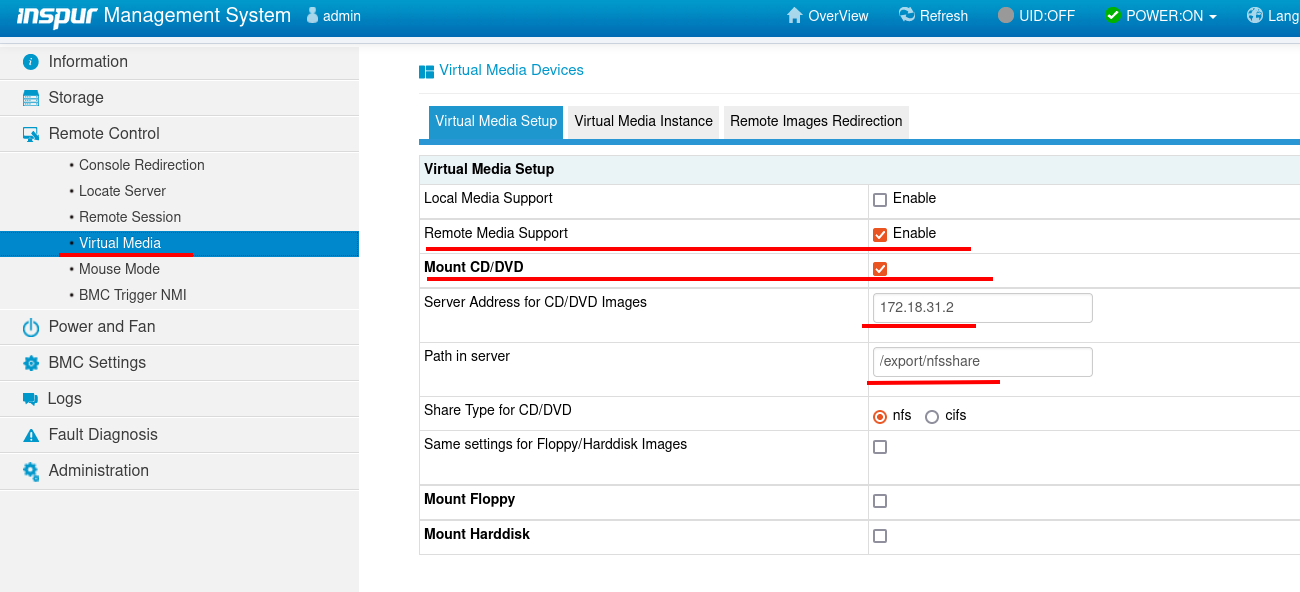 inspur Management System admin OverView Refresh UID:OFF POWER:ON Lang
Information
Storage
Remote Control
• Console Redirection
• Locate Server
• Remote Session
• Virtual Media
• Mouse Mode
• BMC Trigger NMI
Power and Fan
BMC Settings
Logs
Fault Diagnosis
Administration
Virtual Media Devices
Virtual Media Setup Virtual Media Instance Remote Images Redirection
Virtual Media Setup
Local Media Support Enable
Remote Media Support Enable
Mount CD/DVD
Server Address for CD/DVD Images 172.18.31.2
Path in server /export/nfsshare
Share Type for CD/DVD nfs cifs
Same settings for Floppy/Harddisk Images
Mount Floppy
Mount Harddisk